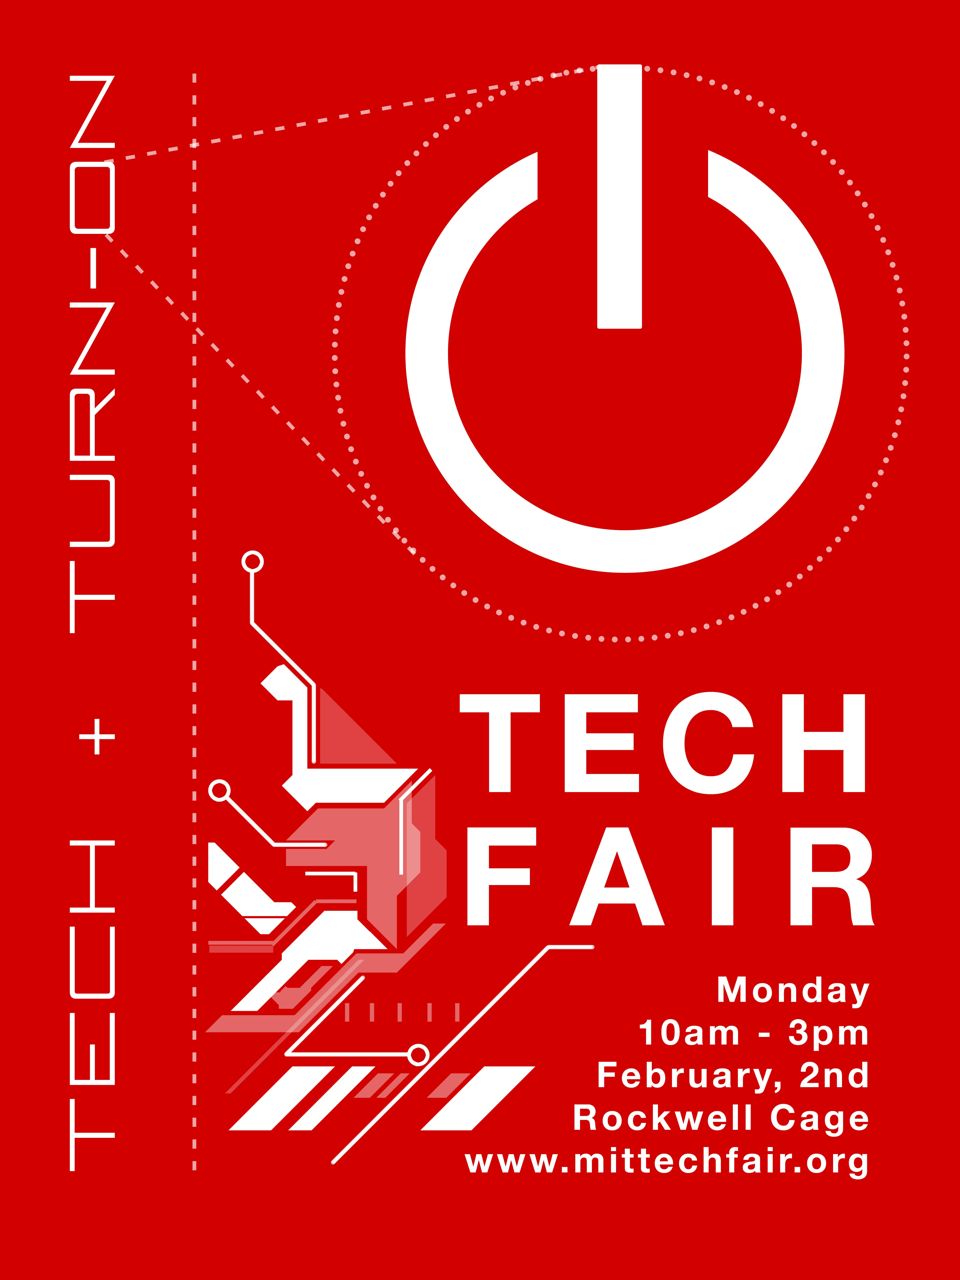 TECH + TURN-ON
TECH
FAIR
Monday
10am - 3pm
February, 2nd
Rockwell Cage
www.mittechfair.org